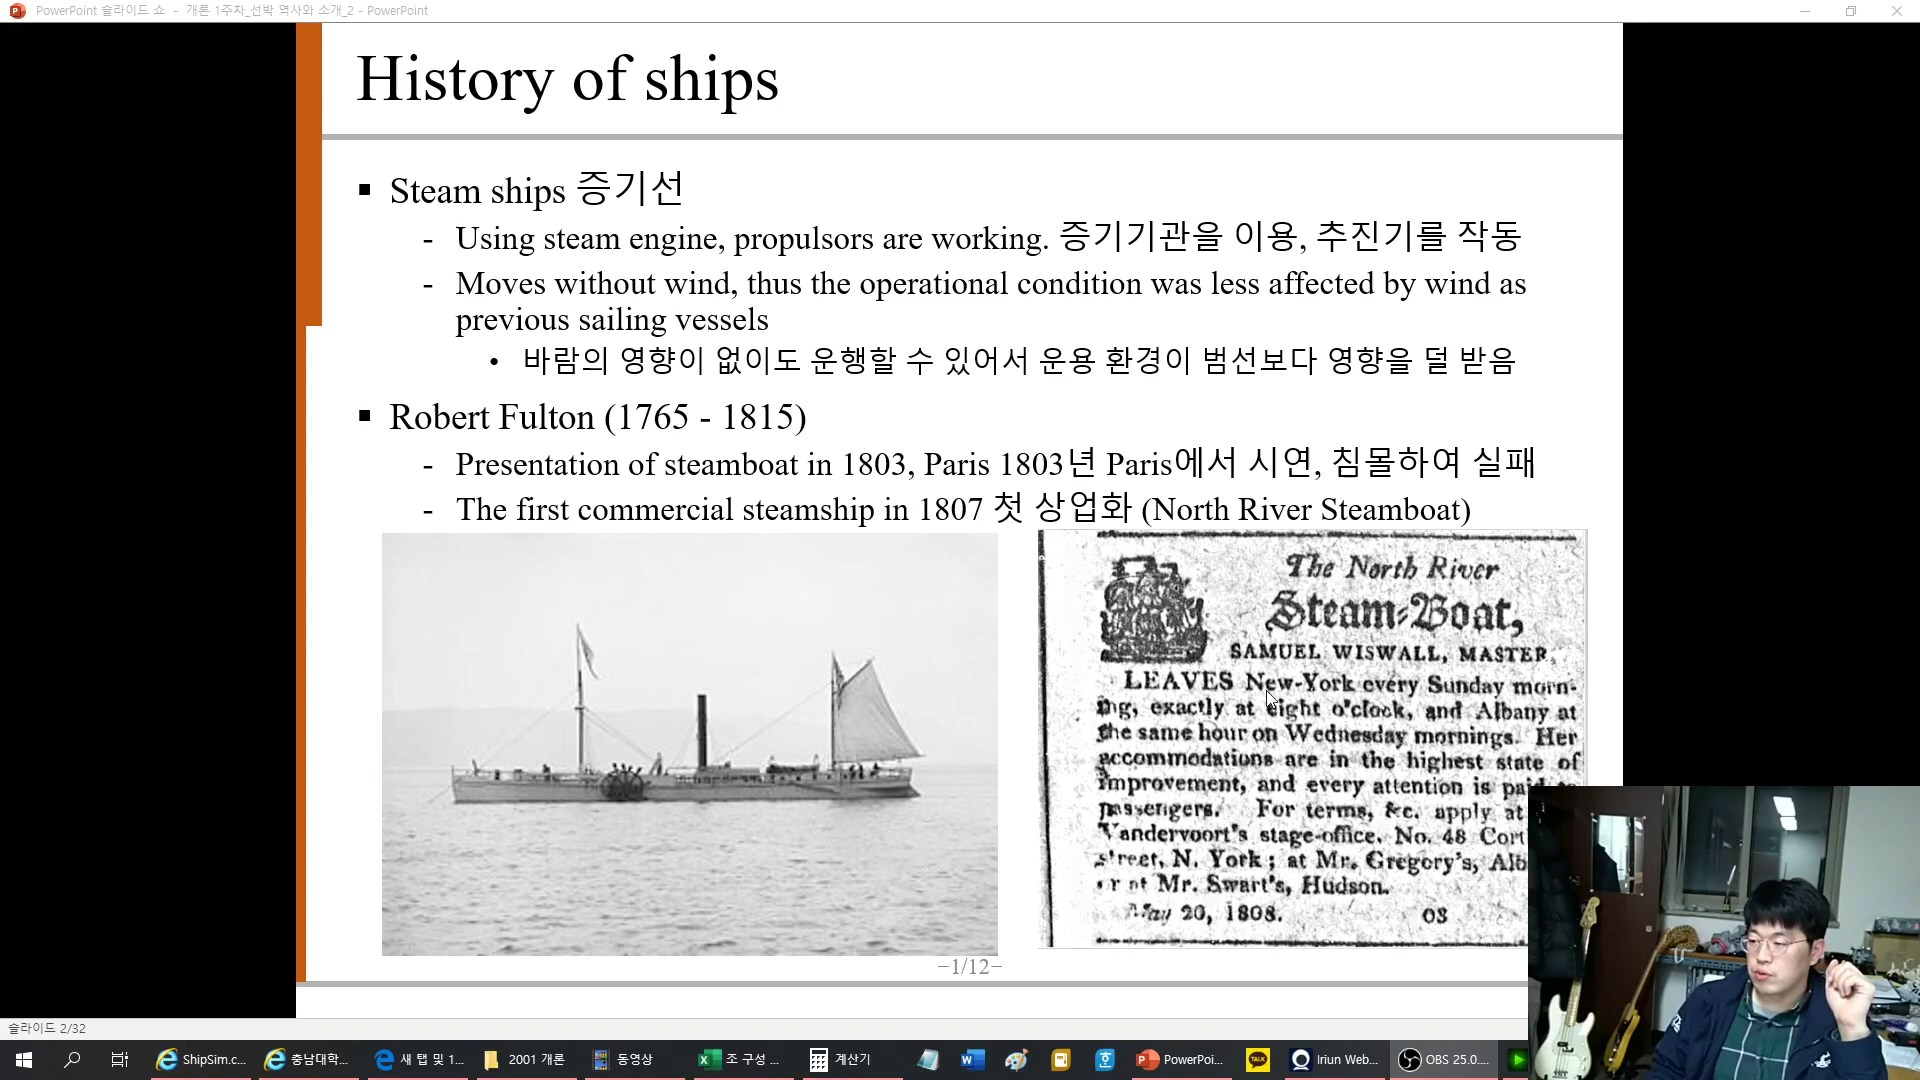 PowerPoint 슬라이드 쇼 - 개론 1주차_선박 역사와 소개_2 - PowerPoint
History of ships
▪ Steam ships 증기선
- Using steam engine, propulsors are working. 증기기관을 이용, 추진기를 작동
- Moves without wind, thus the operational condition was less affected by wind as
previous sailing vessels
• 바람의 영향이 없이도 운행할 수 있어서 운용 환경이 범선보다 영향을 덜 받음
▪ Robert Fulton (1765 - 1815)
- Presentation of steamboat in 1803, Paris 1803년 Paris에서 시연, 침몰하여 실패
- The first commercial steamship in 1807 첫 상업화 (North River Steamboat)
The North River
Steam-Boat,
SAMUEL WISWALL, MASTER,
LEAVES New-York every Sunday morn-
ing, exactly at eight o'clock, and Albany at
the same hour on Wednesday mornings. Her
accommodations are in the highest state of
improvement, and every attention is paid to
passengers. For terms, &c. apply at
Vandervoort's stage-office, No. 48 Cort
street, N. York; at Mr. Gregory's, Alb
or at Mr. Swart's, Hudson.
May 20, 1808. 03
−1/12−
슬라이드 2/32
ShipSim.c...
충남대학...
새 탭 및 1...
2001 개론
동영상
조 구성 ...
계산기
PowerPoi...
TALK
Iriun Web...
OBS 25.0....